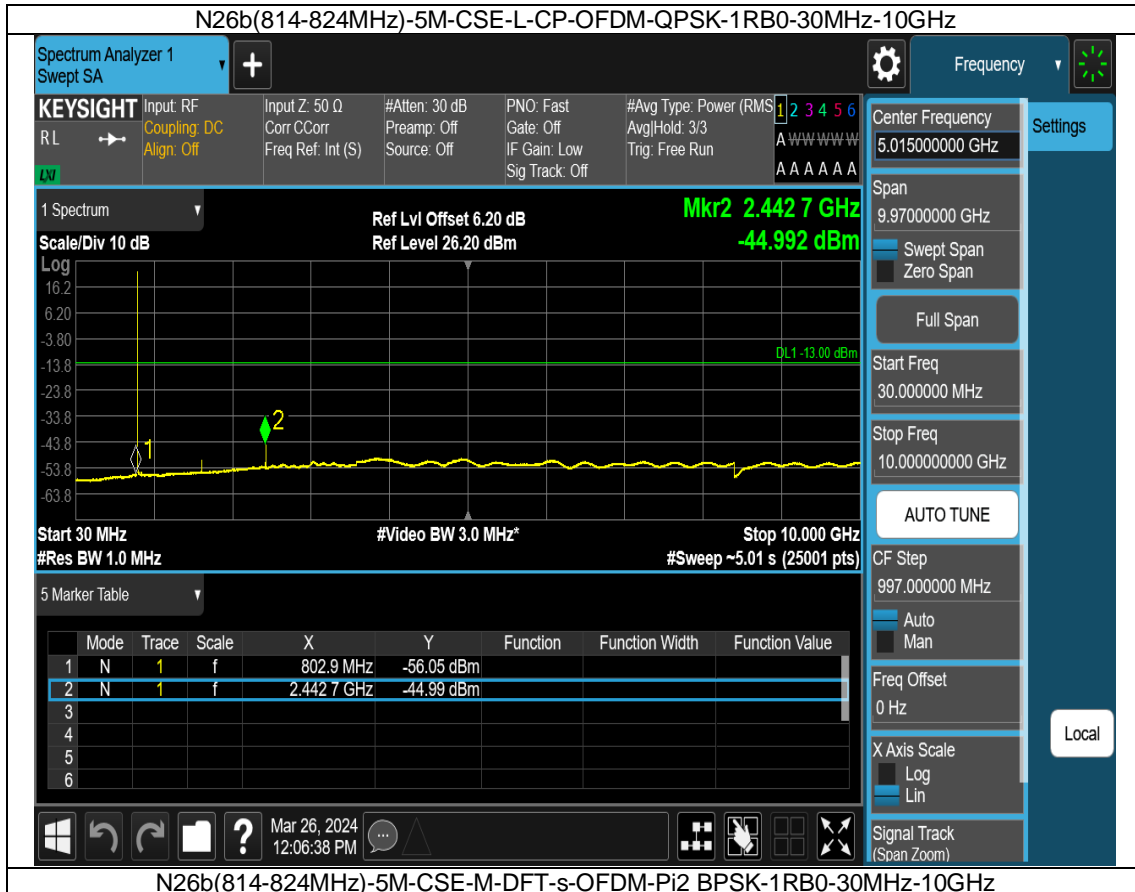 N26b(814-824MHz)-5M-CSE-L-CP-OFDM-QPSK-1RB0-30MHz-10GHz
Spectrum Analyzer 1
Swept SA
+
Frequency
KEYSIGHT
RL
LXI
Input: RF
Coupling: DC
Align: Off
Input Z: 50 Ω
Corr CCorr
Freq Ref: Int (S)
#Atten: 30 dB
Preamp: Off
Source: Off
PNO: Fast
Gate: Off
IF Gain: Low
Sig Track: Off
#Avg Type: Power (RMS
Avg|Hold: 3/3
Trig: Free Run
1 2 3 4 5 6
A W W W W W
A A A A A A
Center Frequency
5.015000000 GHz
Settings
Span
9.97000000 GHz
Swept Span
Zero Span
Full Span
Start Freq
30.000000 MHz
Stop Freq
10.000000000 GHz
AUTO TUNE
CF Step
997.000000 MHz
Auto
Man
Freq Offset
0 Hz
X Axis Scale
Log
Lin
Local
Signal Track
(Span Zoom)
1 Spectrum
Scale/Div 10 dB
Ref Lvl Offset 6.20 dB
Ref Level 26.20 dBm
Mkr2 2.442 7 GHz
-44.992 dBm
Log
16.2
6.20
-3.80
-13.8
-23.8
-33.8
-43.8
-53.8
-63.8
DL1 -13.00 dBm
1
2
Start 30 MHz
#Video BW 3.0 MHz*
Stop 10.000 GHz
#Res BW 1.0 MHz
#Sweep ~5.01 s (25001 pts)
5 Marker Table
Mode Trace Scale X Y Function Function Width Function Value
1 N 1 f 802.9 MHz -56.05 dBm
2 N 1 f 2.442 7 GHz -44.99 dBm
3
4
5
6
?
Mar 26, 2024
12:06:38 PM
N26b(814-824MHz)-5M-CSE-M-DFT-s-OFDM-Pi2 BPSK-1RB0-30MHz-10GHz